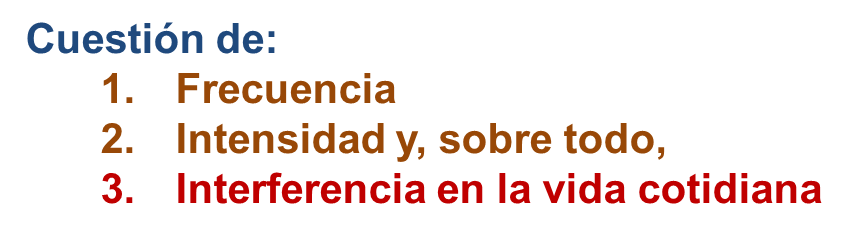 Cuestión de:
1. Frecuencia
2. Intensidad y, sobre todo,
3. Interferencia en la vida cotidiana